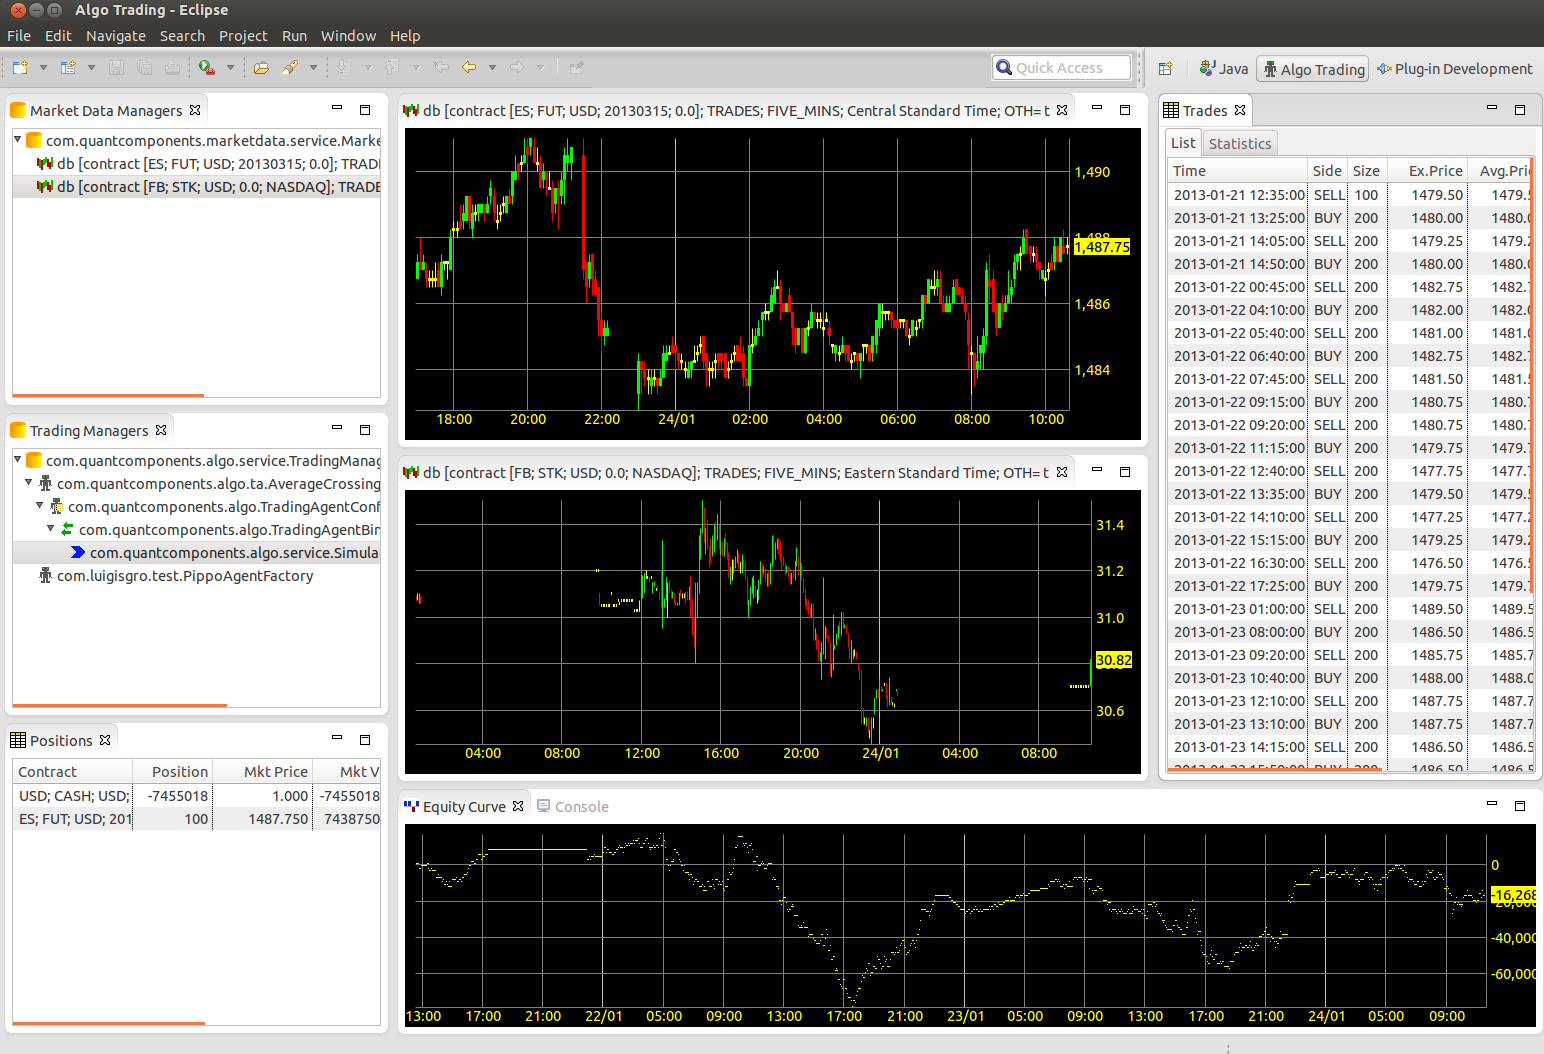 Algo Trading - Eclipse
File Edit Navigate Search Project Run Window Help
Quick Access
Java
Algo Trading
Plug-in Development
Market Data Managers
com.quantcomponents.marketdata.service.Marke
db [contract [ES; FUT; USD; 20130315; 0.0]; TRAD
db [contract [FB; STK; USD; 0.0; NASDAQ]; TRADE
Trading Managers
com.quantcomponents.algo.service.TradingManag
com.quantcomponents.algo.ta.AverageCrossing
com.quantcomponents.algo.TradingAgentConf
com.quantcomponents.algo.TradingAgentBin
com.quantcomponents.algo.service.Simula
com.luigisgro.test.PippoAgentFactory
Positions
Contract Position Mkt Price Mkt V
USD; CASH; USD; -7455018 1.000 -7455018
ES; FUT; USD; 201 100 1487.750 7438750
db [contract [ES; FUT; USD; 20130315; 0.0]; TRADES; FIVE_MINS; Central Standard Time; OTH= t
1,490
1,488
1,487.75
1,486
1,484
18:00 20:00 22:00 24/01 02:00 04:00 06:00 08:00 10:00
db [contract [FB; STK; USD; 0.0; NASDAQ]; TRADES; FIVE_MINS; Eastern Standard Time; OTH= t
31.4
31.2
31.0
30.82
30.6
04:00 08:00 12:00 16:00 20:00 24/01 04:00 08:00
Equity Curve
Console
0
-16,268
-20,000
-40,000
-60,000
13:00 17:00 21:00 22/01 05:00 09:00 13:00 17:00 21:00 23/01 05:00 09:00 13:00 17:00 21:00 24/01 05:00 09:00
Trades
List Statistics
Time Side Size Ex.Price Avg.Pri
2013-01-21 12:35:00 SELL 100 1479.50 1479.5
2013-01-21 13:25:00 BUY 200 1480.00 1480.0
2013-01-21 14:05:00 SELL 200 1479.25 1479.2
2013-01-21 14:50:00 BUY 200 1480.00 1480.0
2013-01-22 00:45:00 SELL 200 1482.75 1482.7
2013-01-22 04:10:00 BUY 200 1482.00 1482.0
2013-01-22 05:40:00 SELL 200 1481.00 1481.0
2013-01-22 06:40:00 BUY 200 1482.75 1482.7
2013-01-22 07:45:00 SELL 200 1481.50 1481.5
2013-01-22 09:15:00 BUY 200 1480.75 1480.7
2013-01-22 09:20:00 SELL 200 1480.75 1480.7
2013-01-22 11:15:00 BUY 200 1479.75 1479.7
2013-01-22 12:40:00 SELL 200 1477.75 1477.7
2013-01-22 13:35:00 BUY 200 1479.50 1479.5
2013-01-22 14:10:00 SELL 200 1477.25 1477.2
2013-01-22 15:15:00 BUY 200 1479.25 1479.2
2013-01-22 16:30:00 SELL 200 1476.50 1476.5
2013-01-22 17:25:00 BUY 200 1479.75 1479.7
2013-01-23 01:00:00 SELL 200 1489.50 1489.5
2013-01-23 08:00:00 BUY 200 1486.50 1486.5
2013-01-23 09:20:00 SELL 200 1485.75 1485.7
2013-01-23 10:40:00 BUY 200 1488.00 1488.0
2013-01-23 12:10:00 SELL 200 1487.75 1487.7
2013-01-23 13:10:00 BUY 200 1487.75 1487.7
2013-01-23 14:15:00 SELL 200 1486.50 1486.5
2013-01-23 15:50:00 BUY 200 1486.50 1486.5